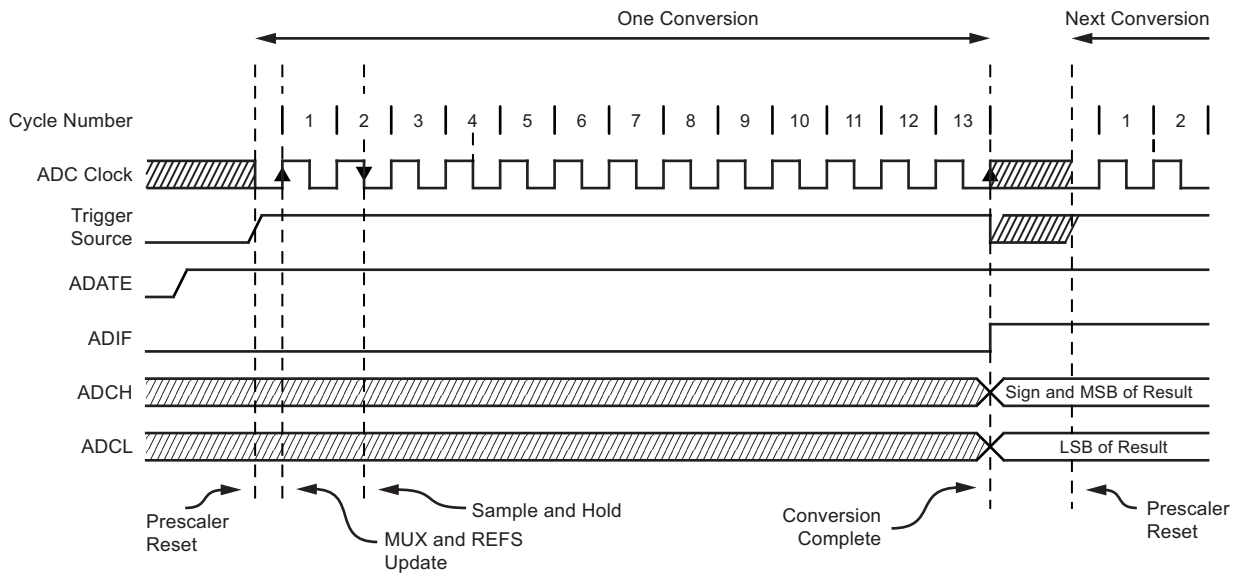 One Conversion
Next Conversion
Cycle Number
1 2 3 4 5 6 7 8 9 10 11 12 13 1 2
ADC Clock
Trigger
Source
ADATE
ADIF
ADCH
Sign and MSB of Result
ADCL
LSB of Result
Prescaler
Reset
MUX and REFS
Update
Sample and Hold
Conversion
Complete
Prescaler
Reset